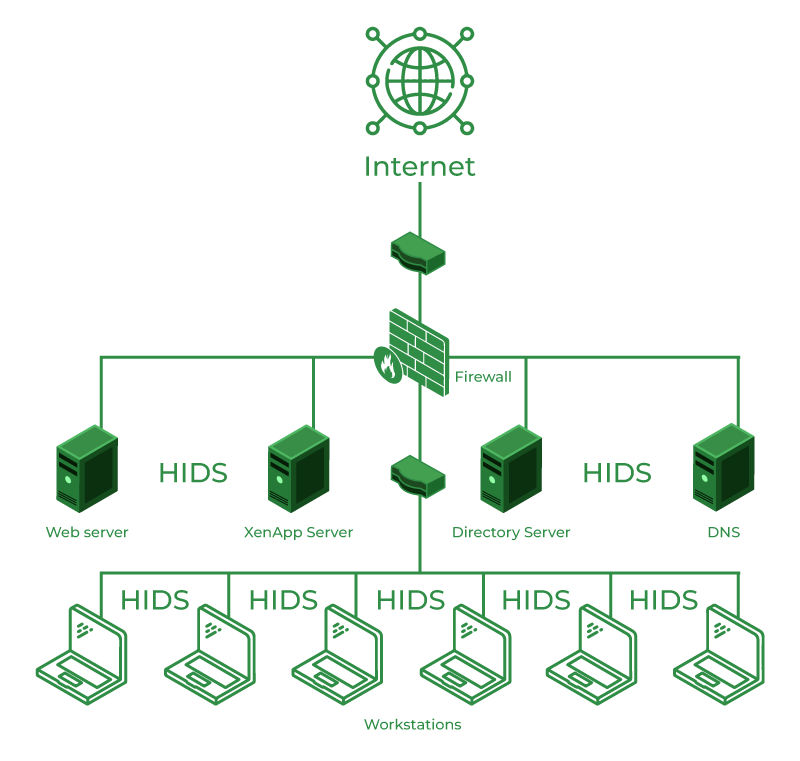 Internet
Firewall
HIDS
HIDS
Web server
XenApp Server
Directory Server
DNS
HIDS
HIDS
HIDS
HIDS
HIDS
Workstations